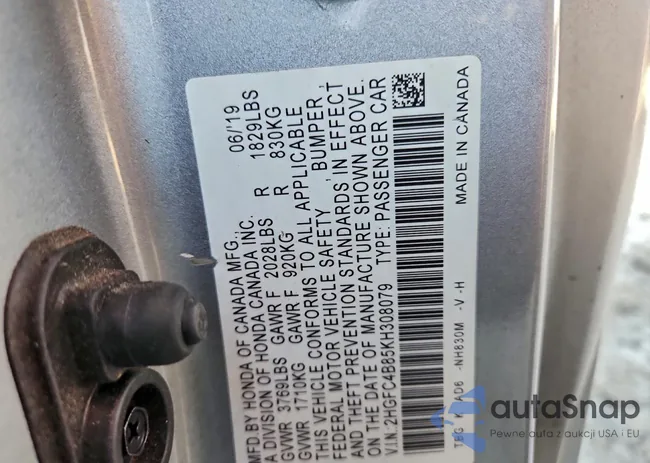 MFD.BY HONDA OF CANADA MFG., 06/'19
A DIVISION OF HONDA CANADA INC.
GVWR 3769LBS GAWR F 2028LBS R 1829LBS
GVWR 1710KG GAWR F 920KG R 830KG
THIS VEHICLE CONFORMS TO ALL APPLICABLE
FEDERAL MOTOR VEHICLE SAFETY , BUMPER,
AND THEFT PREVENTION STANDARDS IN EFFECT
ON THE DATE OF MANUFACTURE SHOWN ABOVE.
V.I.N.:2HGFC4B85KH308079 TYPE: PASSENGER CAR
TBG AD6 -NH830M -V -H MADE IN CANADA
autoSnap
Pewne auta z aukcji USA i EU